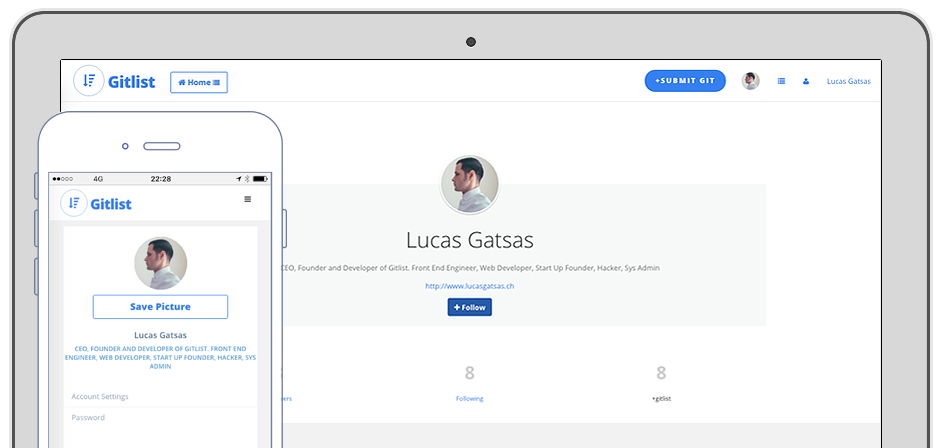 Gitlist
Home
+SUBMIT GIT
Lucas Gatsas
Lucas Gatsas
CEO, Founder and Developer of Gitlist. Front End Engineer, Web Developer, Start Up Founder, Hacker, Sys Admin
http://www.lucasgatsas.ch
+ Follow
8
8
Following
+gitlist
4G
22:28
Gitlist
Save Picture
Lucas Gatsas
CEO, FOUNDER AND DEVELOPER OF GITLIST. FRONT END
ENGINEER, WEB DEVELOPER, START UP FOUNDER, HACKER, SYS
ADMIN
Account Settings
Password